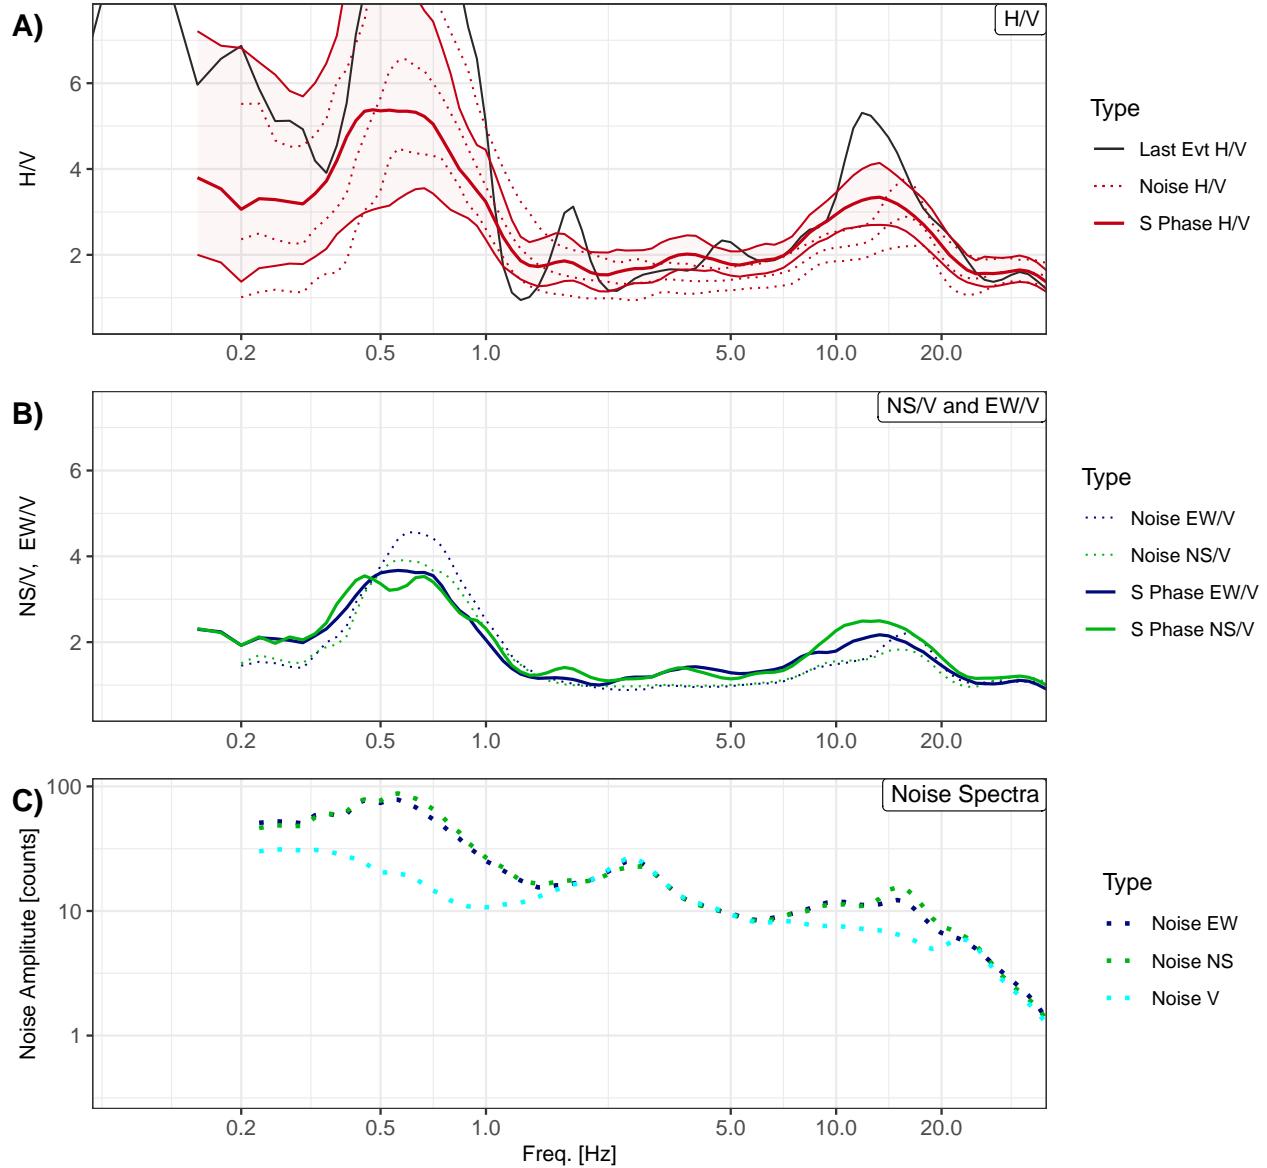 A)
H/V
6
4
2
H/V
0.2 0.5 1.0 5.0 10.0 20.0
Type
Last Evt H/V
Noise H/V
S Phase H/V
B)
NS/V and EW/V
6
4
2
NS/V, EW/V
0.2 0.5 1.0 5.0 10.0 20.0
Type
Noise EW/V
Noise NS/V
S Phase EW/V
S Phase NS/V
C)
Noise Spectra
100
10
1
Noise Amplitute [counts]
0.2 0.5 1.0 5.0 10.0 20.0
Freq. [Hz]
Type
Noise EW
Noise NS
Noise V